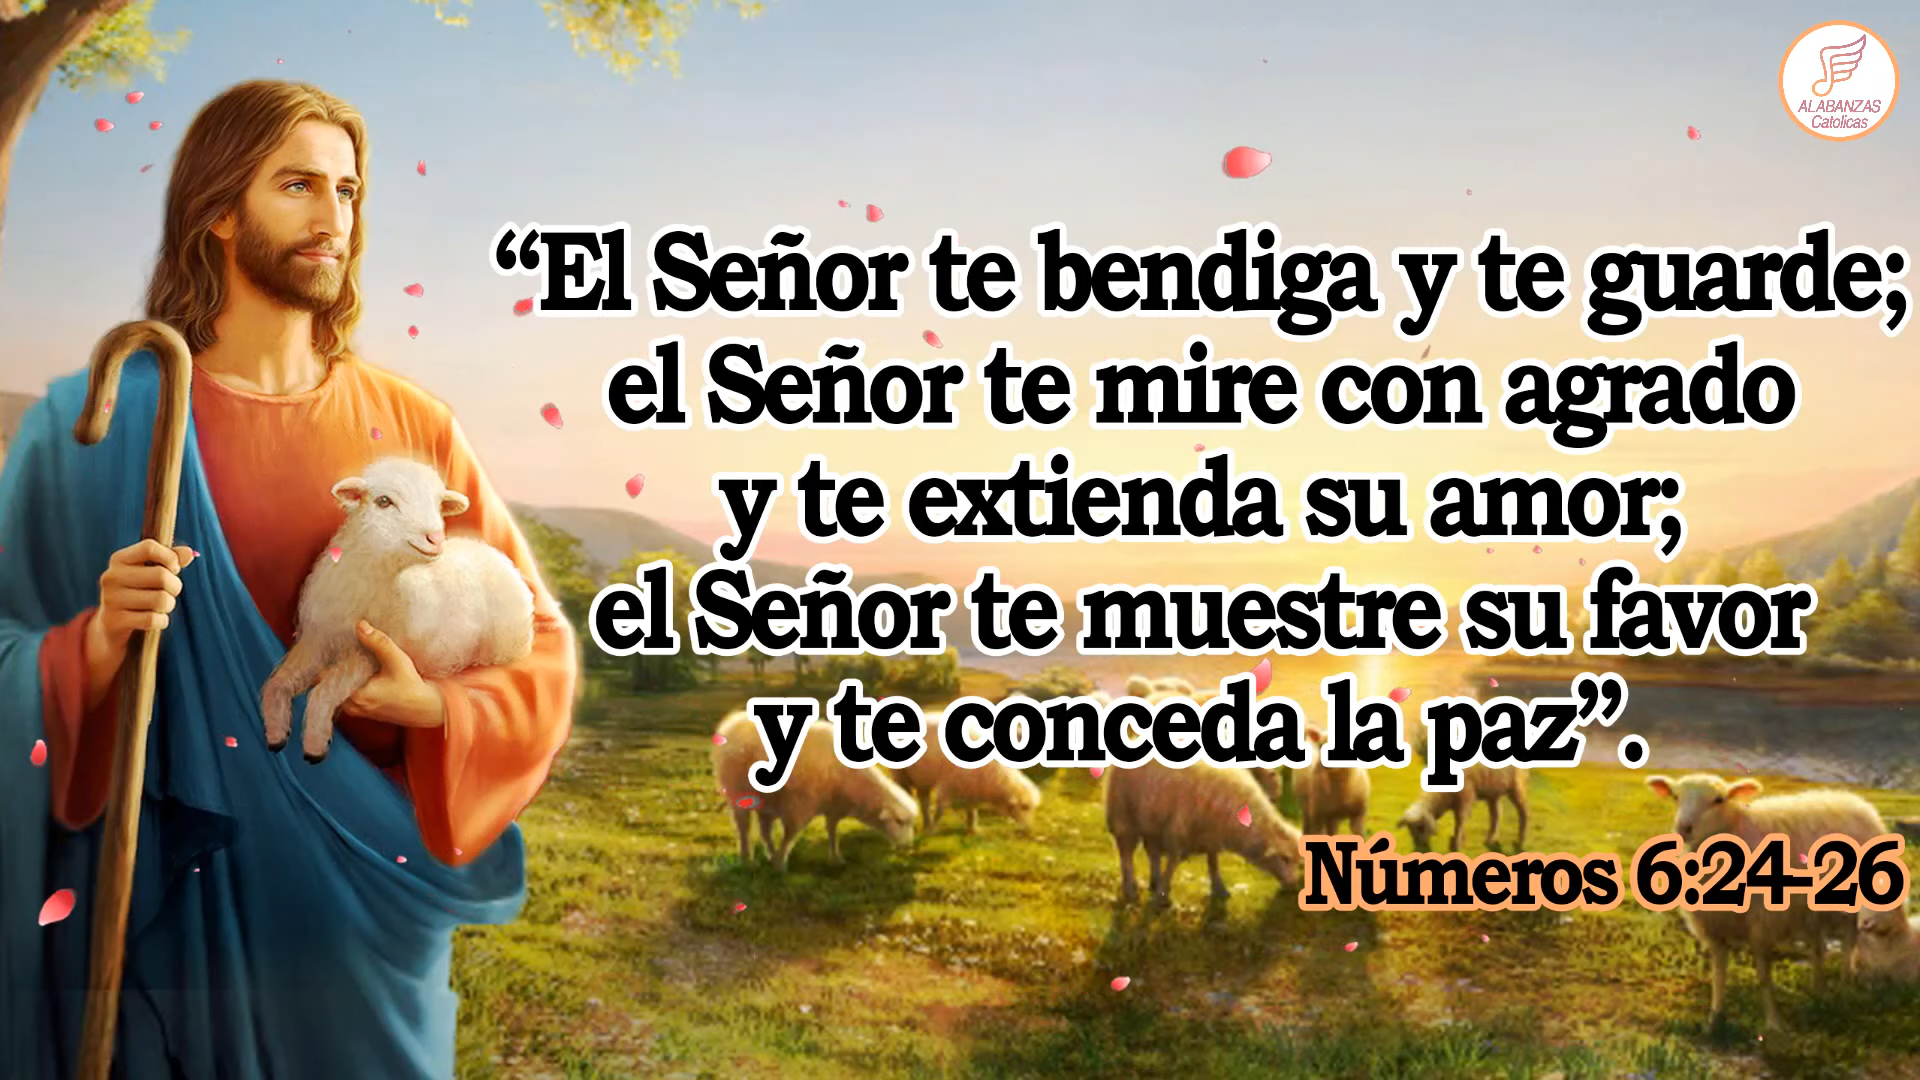 ALABANZAS
Catolicas
“El Señor te bendiga y te guarde;
el Señor te mire con agrado
y te extienda su amor;
el Señor te muestre su favor
y te conceda la paz”.
Números 6:24-26